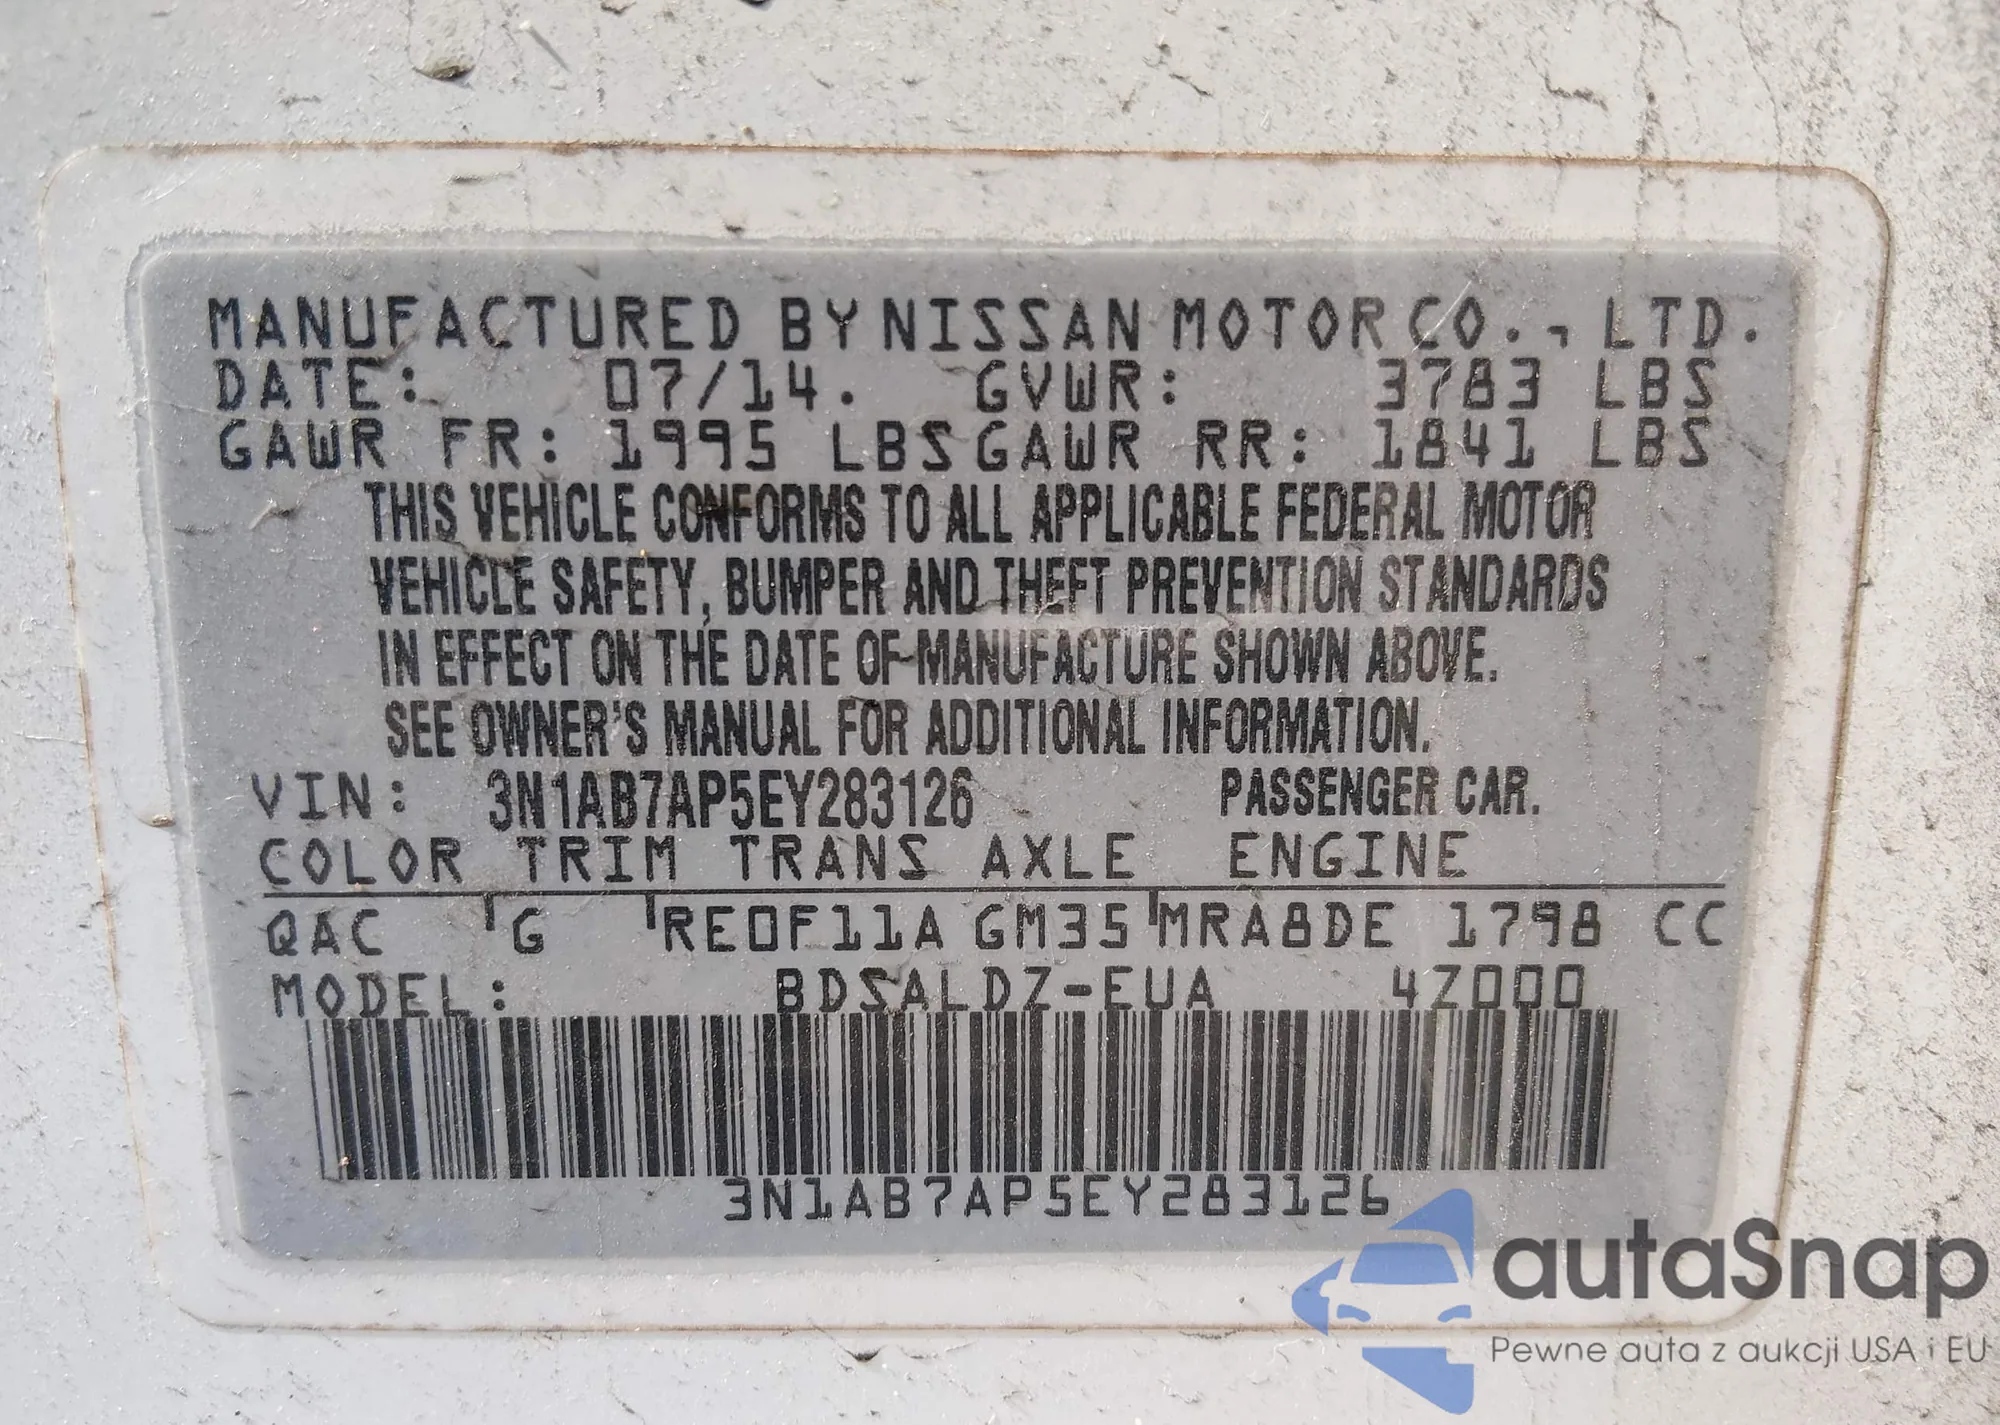 MANUFACTURED BY NISSAN MOTOR CO., LTD.
DATE: 07/14. GVWR: 3783 LBS
GAWR FR: 1995 LBS GAWR RR: 1841 LBS
THIS VEHICLE CONFORMS TO ALL APPLICABLE FEDERAL MOTOR
VEHICLE SAFETY, BUMPER AND THEFT PREVENTION STANDARDS
IN EFFECT ON THE DATE OF MANUFACTURE SHOWN ABOVE.
SEE OWNER'S MANUAL FOR ADDITIONAL INFORMATION.
VIN: 3N1AB7AP5EY283126 PASSENGER CAR.
COLOR TRIM TRANS AXLE ENGINE
QAC G RE0F11A GM35 MRA8DE 1798 CC
MODEL: BDSALDZ-EUA 4Z000
3N1AB7AP5EY283126
autaSnap
Pewne auta z aukcji USA i EU